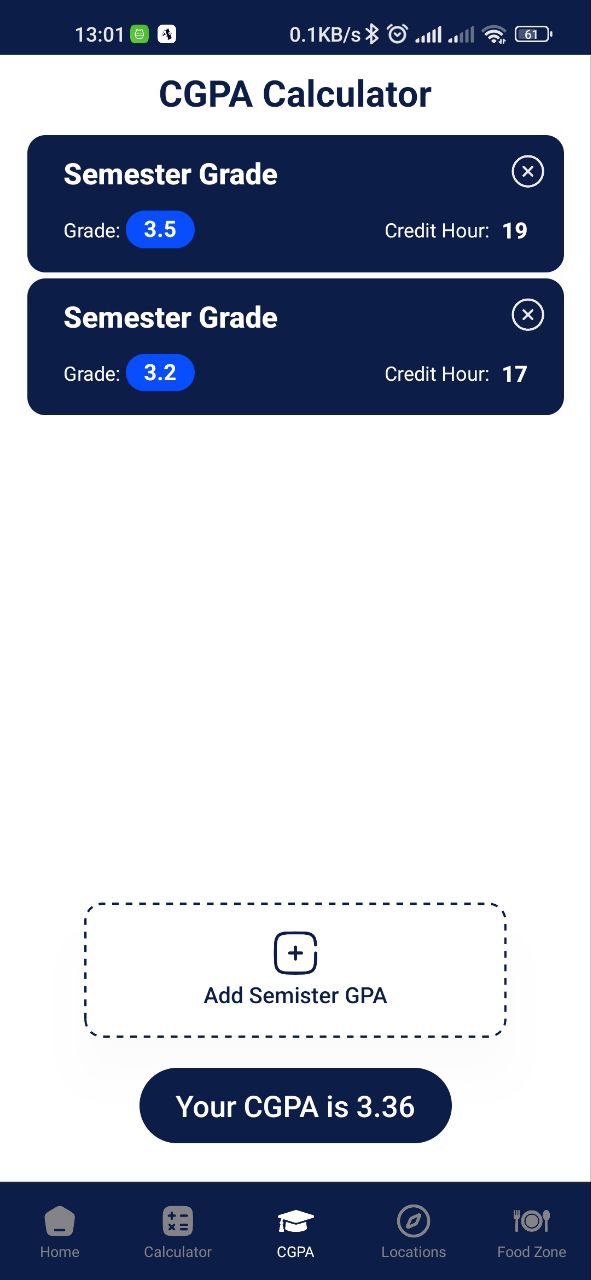 13:01 0.1KB/s 61
CGPA Calculator
Semester Grade
Grade: 3.5 Credit Hour: 19
Semester Grade
Grade: 3.2 Credit Hour: 17
Add Semister GPA
Your CGPA is 3.36
Home Calculator CGPA Locations Food Zone